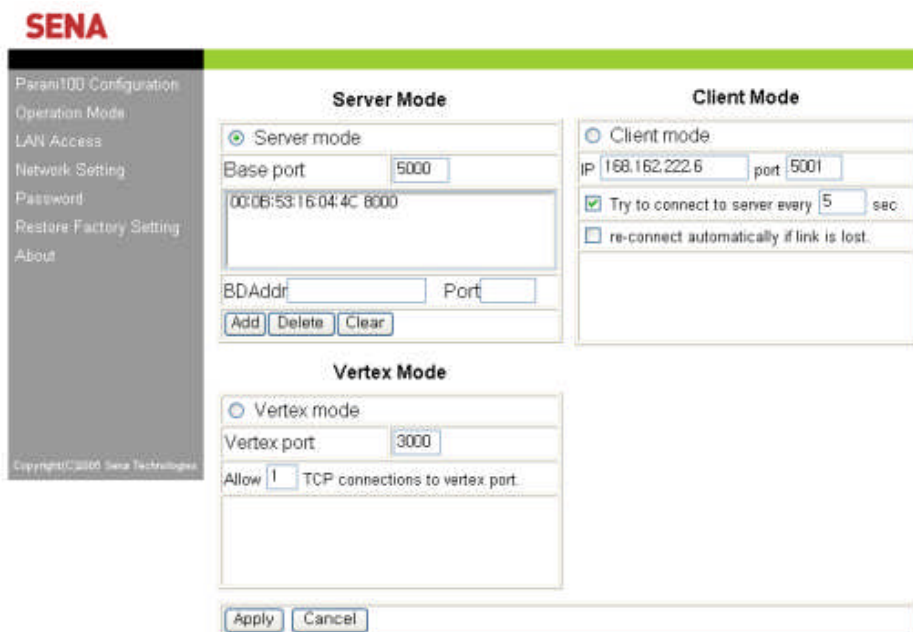 SENA
Parani100 Configuration
Operation Mode
LAN Access
Network Setting
Password
Restore Factory Setting
About
Copyright(C)2005 Sena Technologies
Server Mode
Server mode
Base port 5000
00:0B:53:16:04:4C 8000
BDAddr Port
Add Delete Clear
Client Mode
Client mode
IP 168.162.222.6 port 5001
Try to connect to server every 5 sec
re-connect automatically if link is lost.
Vertex Mode
Vertex mode
Vertex port 3000
Allow 1 TCP connections to vertex port.
Apply Cancel